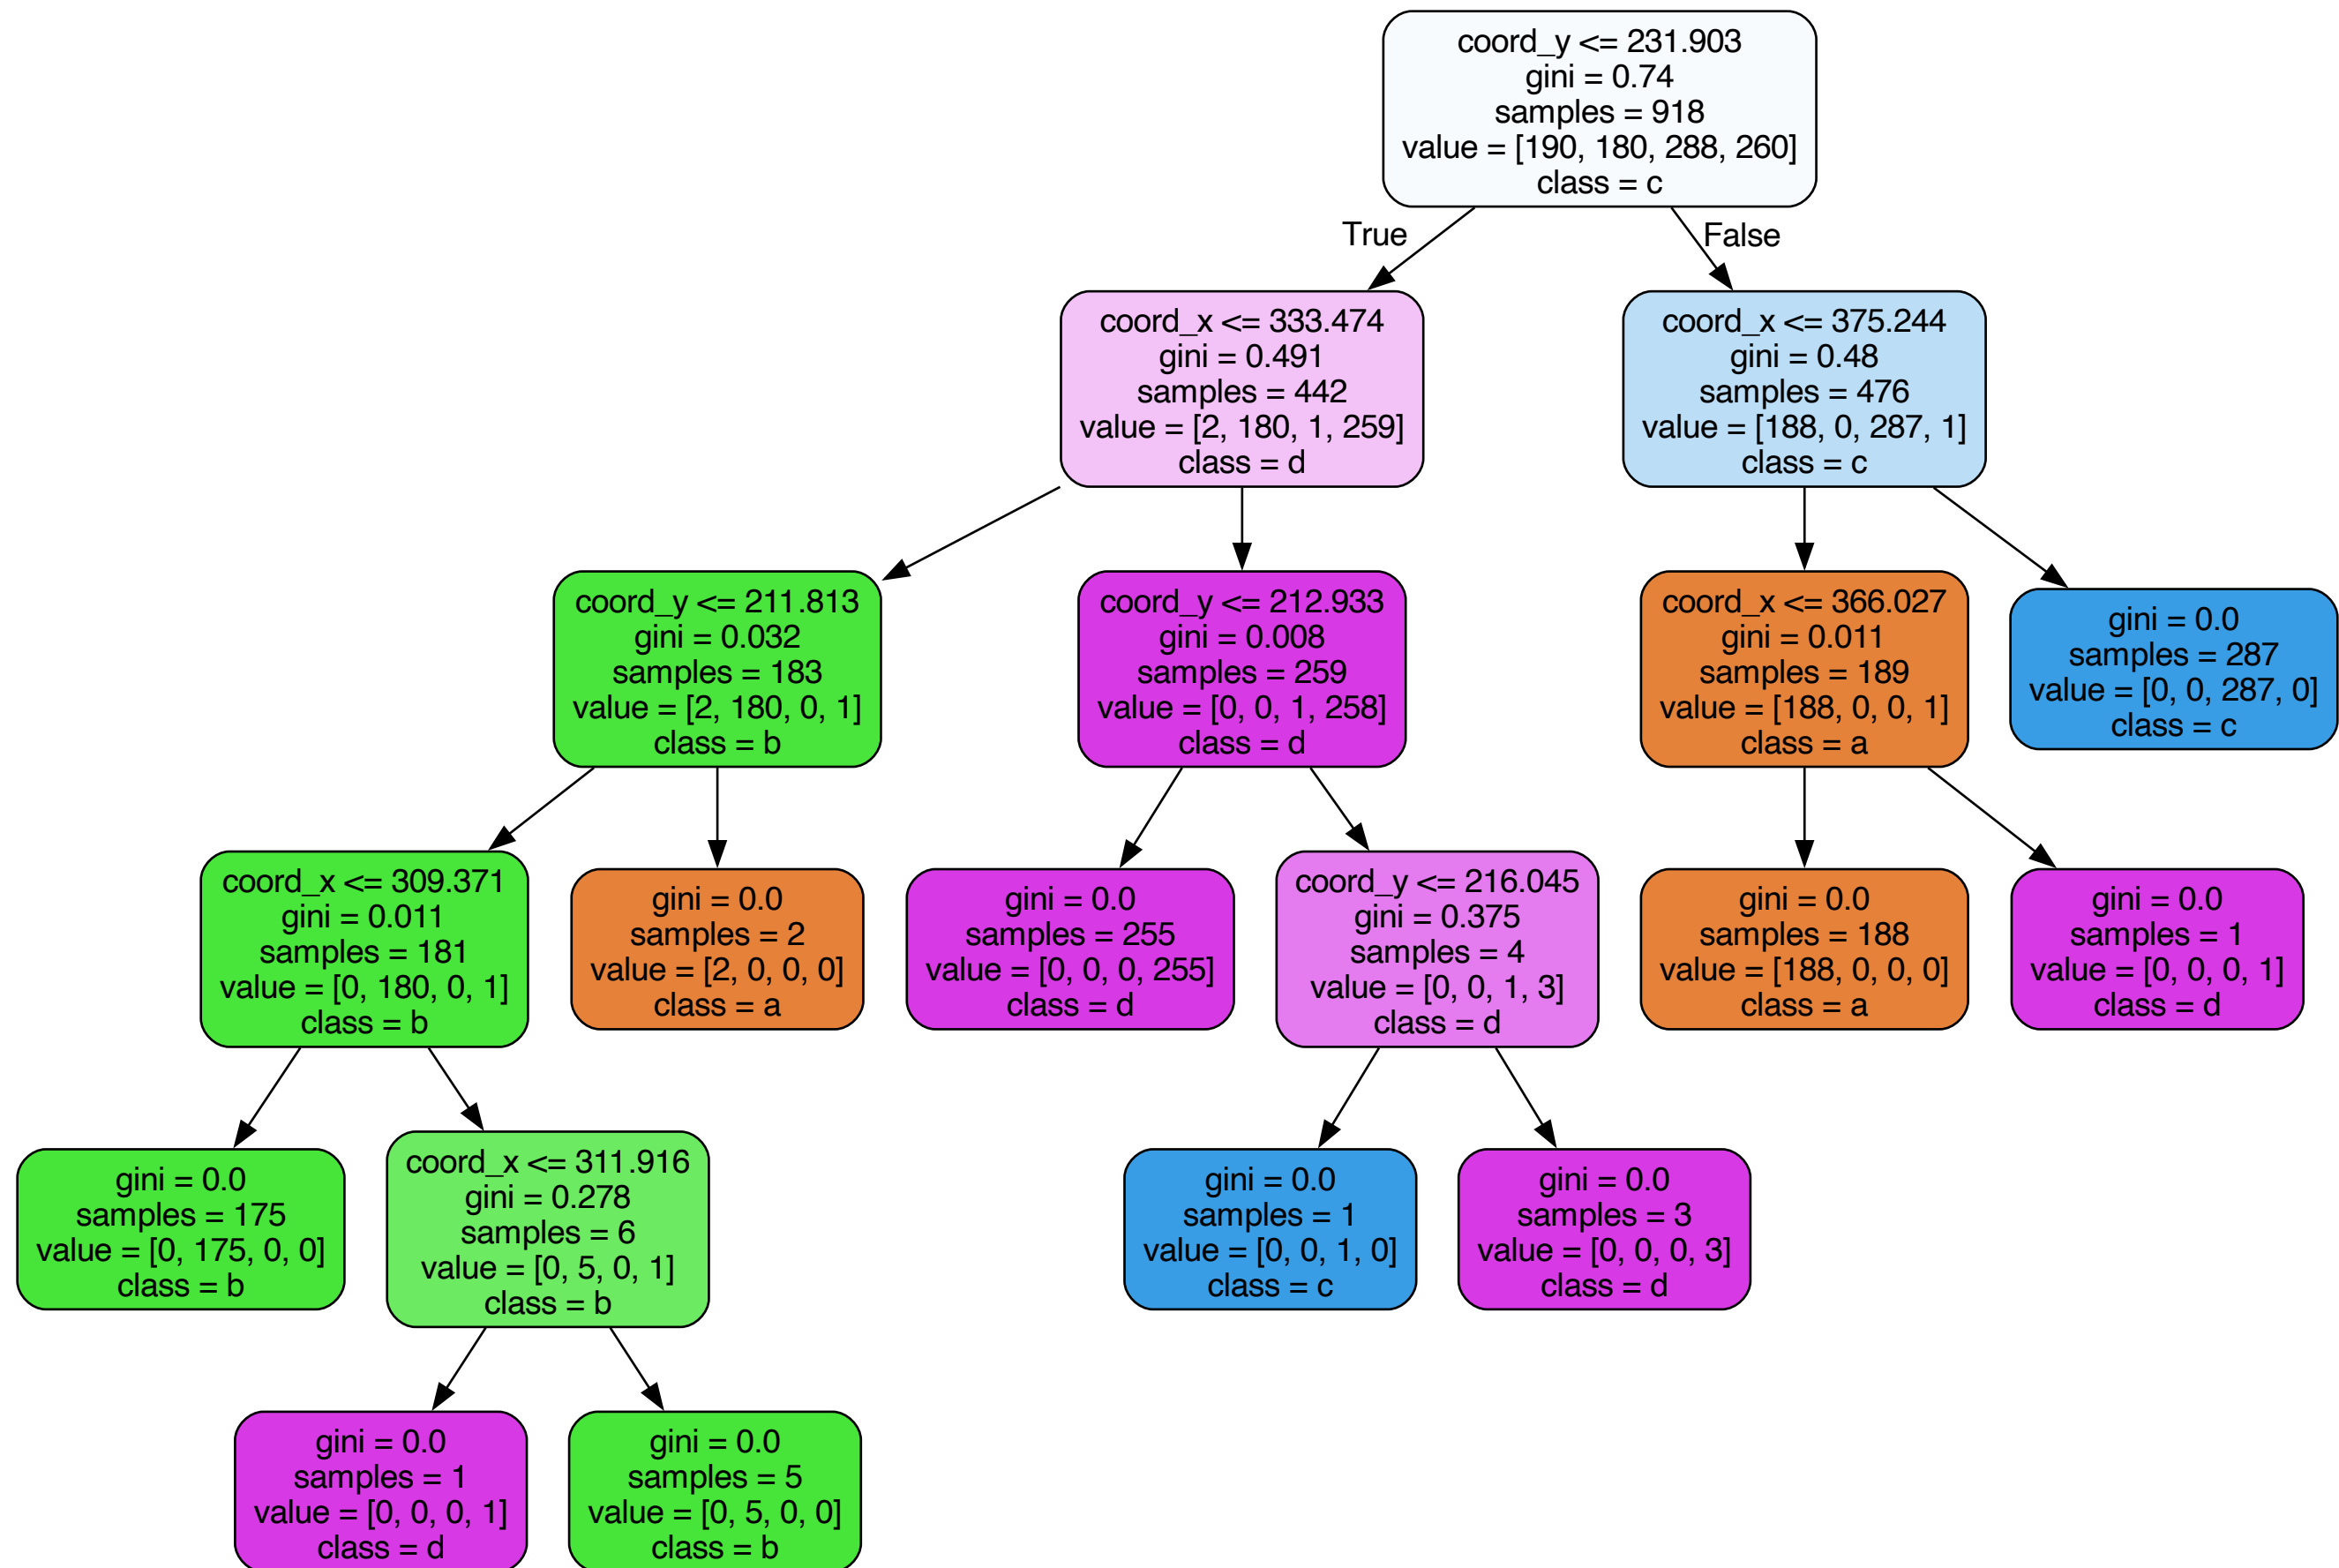 coord_y <= 231.903
gini = 0.74
samples = 918
value = [190, 180, 288, 260]
class = c
True
False
coord_x <= 333.474
gini = 0.491
samples = 442
value = [2, 180, 1, 259]
class = d
coord_x <= 375.244
gini = 0.48
samples = 476
value = [188, 0, 287, 1]
class = c
coord_y <= 211.813
gini = 0.032
samples = 183
value = [2, 180, 0, 1]
class = b
coord_y <= 212.933
gini = 0.008
samples = 259
value = [0, 0, 1, 258]
class = d
coord_x <= 366.027
gini = 0.011
samples = 189
value = [188, 0, 0, 1]
class = a
gini = 0.0
samples = 287
value = [0, 0, 287, 0]
class = c
coord_x <= 309.371
gini = 0.011
samples = 181
value = [0, 180, 0, 1]
class = b
gini = 0.0
samples = 2
value = [2, 0, 0, 0]
class = a
gini = 0.0
samples = 255
value = [0, 0, 0, 255]
class = d
coord_y <= 216.045
gini = 0.375
samples = 4
value = [0, 0, 1, 3]
class = d
gini = 0.0
samples = 188
value = [188, 0, 0, 0]
class = a
gini = 0.0
samples = 1
value = [0, 0, 0, 1]
class = d
gini = 0.0
samples = 175
value = [0, 175, 0, 0]
class = b
coord_x <= 311.916
gini = 0.278
samples = 6
value = [0, 5, 0, 1]
class = b
gini = 0.0
samples = 1
value = [0, 0, 1, 0]
class = c
gini = 0.0
samples = 3
value = [0, 0, 0, 3]
class = d
gini = 0.0
samples = 1
value = [0, 0, 0, 1]
class = d
gini = 0.0
samples = 5
value = [0, 5, 0, 0]
class = b